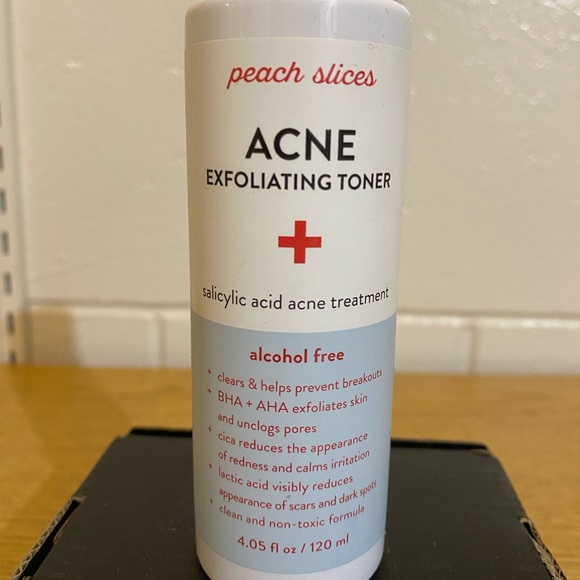 peach slices
ACNE
EXFOLIATING TONER
salicylic acid acne treatment
alcohol free
+ clears & helps prevent breakouts
+ BHA + AHA exfoliates skin
and unclogs pores
+ cica reduces the appearance
of redness and calms irritation
+ lactic acid visibly reduces
appearance of scars and dark spots
+ clean and non-toxic formula
4.05 fl oz / 120 ml